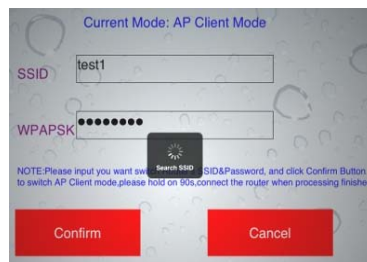 Current Mode: AP Client Mode
SSID
test1
WPAPSK
●●●●●●●●
Search SSID
NOTE:Please input you want SSID&Password, and click Confirm Button
to switch AP Client mode,please hold on 90s,connect the router when processing finishe
Confirm
Cancel